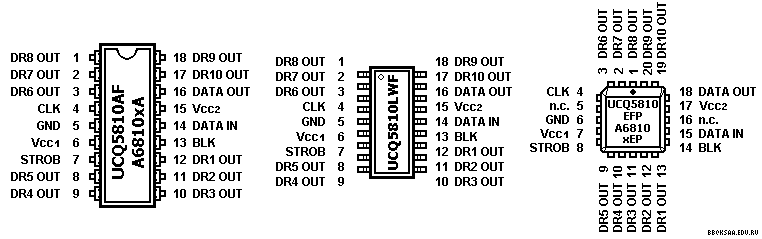 DR8 OUT 1 18 DR9 OUT
DR7 OUT 2 17 DR10 OUT
DR6 OUT 3 16 DATA OUT
CLK 4 15 Vcc2
GND 5 14 DATA IN
Vcc1 6 13 BLK
STROB 7 12 DR1 OUT
DR5 OUT 8 11 DR2 OUT
DR4 OUT 9 10 DR3 OUT
UCQ5810AF
A6810xA
DR8 OUT 1 18 DR9 OUT
DR7 OUT 2 17 DR10 OUT
DR6 OUT 3 16 DATA OUT
CLK 4 15 Vcc2
GND 5 14 DATA IN
Vcc1 6 13 BLK
STROB 7 12 DR1 OUT
DR5 OUT 8 11 DR2 OUT
DR4 OUT 9 10 DR3 OUT
UCQ5810LWF
3 DR6 OUT
2 DR7 OUT
1 DR8 OUT
20 DR9 OUT
19 DR10 OUT
CLK 4 18 DATA OUT
n.c. 5 17 Vcc2
GND 6 16 n.c.
Vcc1 7 15 DATA IN
STROB 8 14 BLK
UCQ5810
EFP
A6810
xEP
DR5 OUT 9
DR4 OUT 10
DR3 OUT 11
DR2 OUT 12
DR1 OUT 13